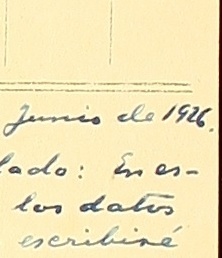 Junio de 1926.
lado: En es-
los datos
escribiré